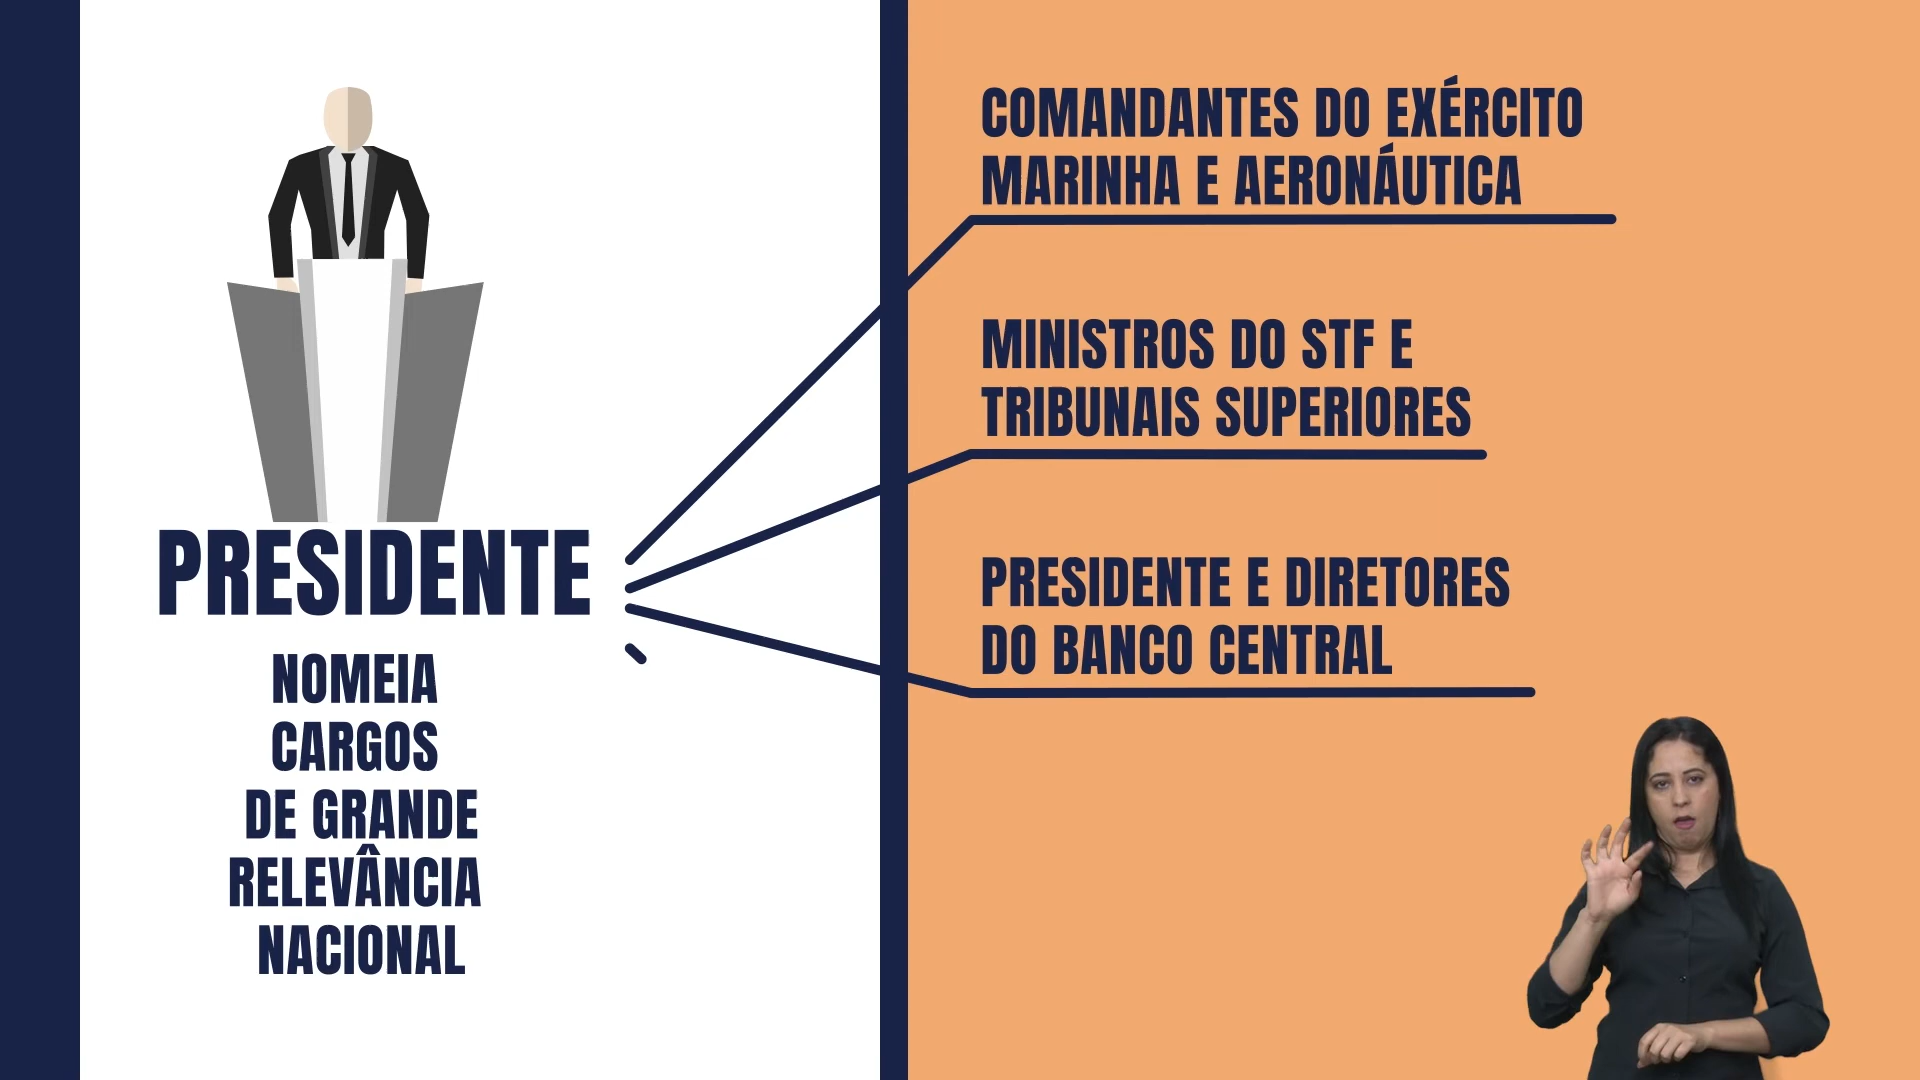 PRESIDENTE
NOMEIA
CARGOS
DE GRANDE
RELEVÂNCIA
NACIONAL
COMANDANTES DO EXÉRCITO
MARINHA E AERONÁUTICA
MINISTROS DO STF E
TRIBUNAIS SUPERIORES
PRESIDENTE E DIRETORES
DO BANCO CENTRAL